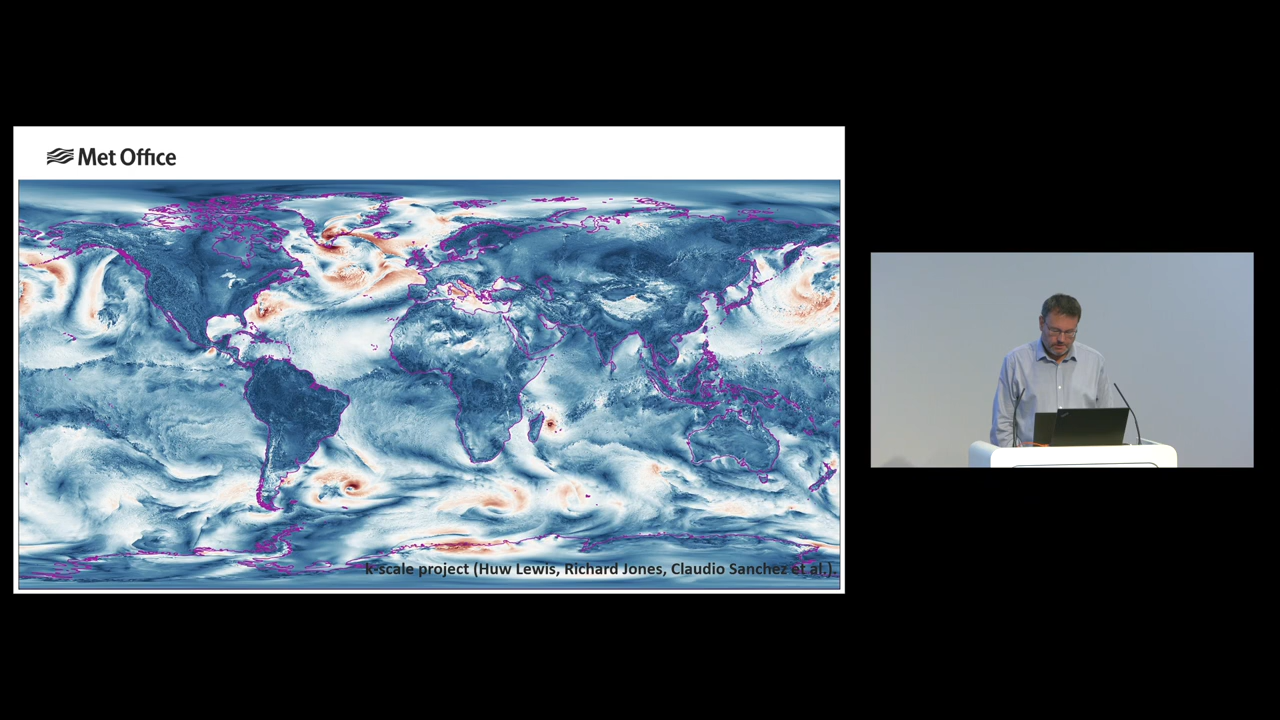 Met Office
k-scale project (Huw Lewis, Richard Jones, Claudio Sanchez et al.).